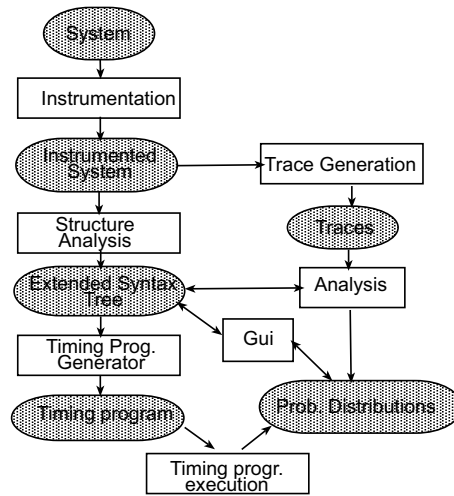 System
Instrumentation
Instrumented
System
Trace Generation
Structure
Analysis
Traces
Extended Syntax
Tree
Analysis
Gui
Timing Prog.
Generator
Timing program
Prob. Distributions
Timing progr.
execution